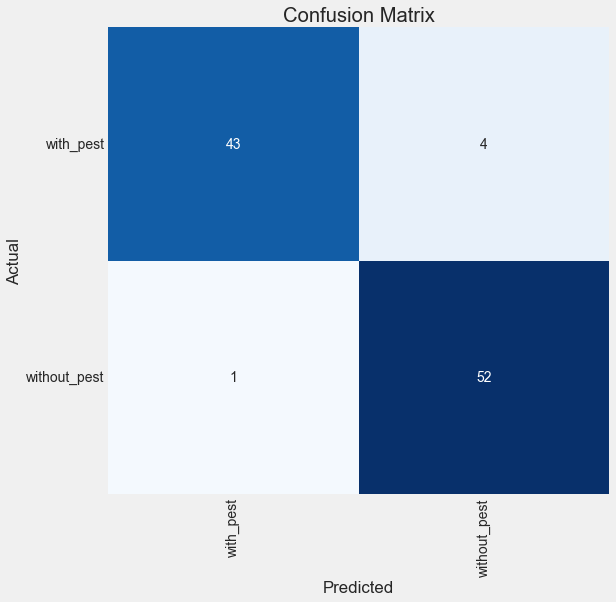 Confusion Matrix
with_pest
43
4
Actual
without_pest
1
52
with_pest
without_pest
Predicted